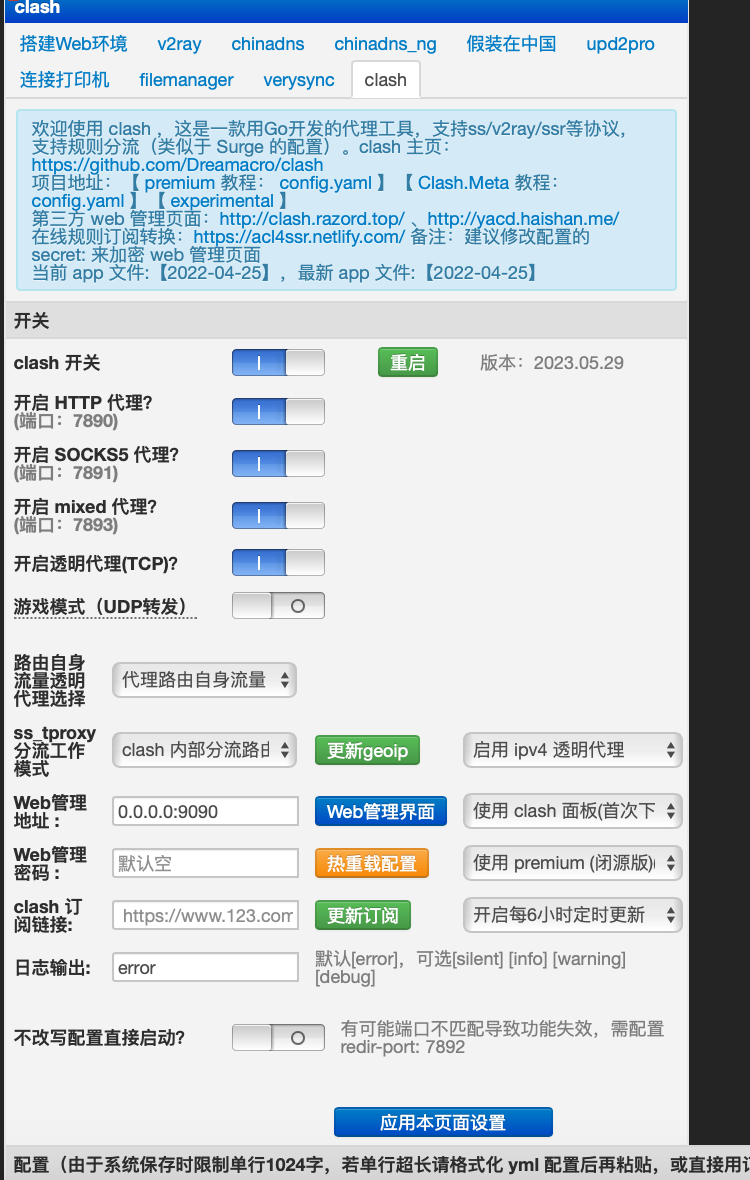 clash
搭建Web环境 v2ray chinadns chinadns_ng 假装在中国 upd2pro
连接打印机 filemanager verysync clash
欢迎使用 clash ，这是一款用Go开发的代理工具，支持ss/v2ray/ssr等协议，
支持规则分流（类似于 Surge 的配置）。clash 主页：
https://github.com/Dreamacro/clash
项目地址：【 premium 教程： config.yaml 】【 Clash.Meta 教程：
config.yaml 】【 experimental 】
第三方 web 管理页面：http://clash.razord.top/ 、http://yacd.haishan.me/
在线规则订阅转换：https://acl4ssr.netlify.com/ 备注：建议修改配置的
secret: 来加密 web 管理页面
当前 app 文件:【2022-04-25】，最新 app 文件:【2022-04-25】
开关
clash 开关 重启 版本：2023.05.29
开启 HTTP 代理?
(端口：7890)
开启 SOCKS5 代理?
(端口：7891)
开启 mixed 代理?
(端口：7893)
开启透明代理(TCP)?
游戏模式（UDP转发）
路由自身
流量透明
代理选择
代理路由自身流量
ss_tproxy
分流工作
模式
clash 内部分流路由 更新geoip 启用 ipv4 透明代理
Web管理
地址：
0.0.0.0:9090 Web管理界面 使用 clash 面板(首次下
Web管理
密码：
默认空 热重载配置 使用 premium (闭源版)(
clash 订
阅链接:
https://www.123.com 更新订阅 开启每6小时定时更新
日志输出:
error
默认[error]，可选[silent] [info] [warning]
[debug]
不改写配置直接启动?
有可能端口不匹配导致功能失效，需配置
redir-port: 7892
应用本页面设置
配置（由于系统保存时限制单行1024字，若单行超长请格式化 yml 配置后再粘贴，或直接用订